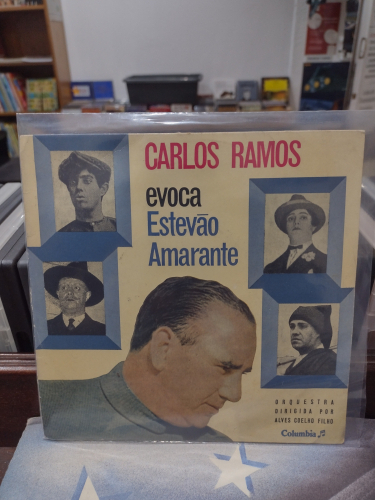 CARLOS RAMOS
evoca
Estevão
Amarante
ORQUESTRA
DIRIGIDA POR
ALVES COELHO FILHO
Columbia